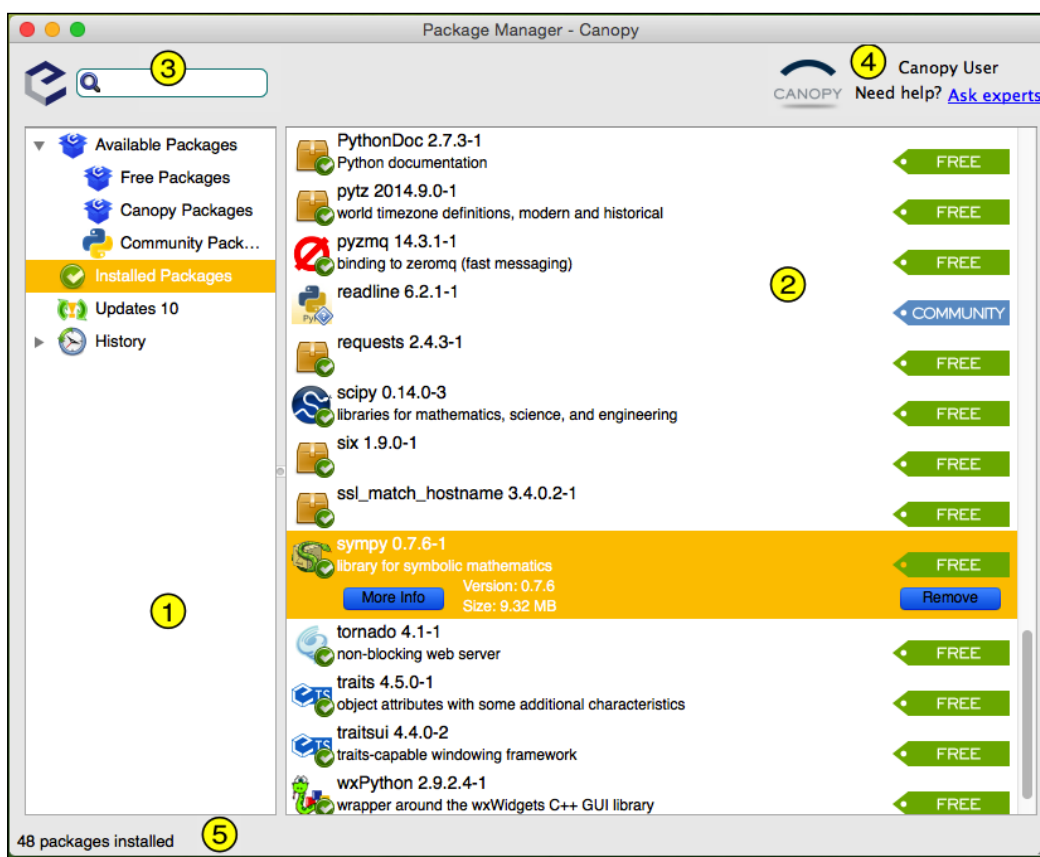 Package Manager - Canopy
3
4
Canopy User
CANOPY
Need help? Ask experts
Available Packages
Free Packages
Canopy Packages
Community Pack...
Installed Packages
Updates 10
History
1
PythonDoc 2.7.3-1
Python documentation
FREE
pytz 2014.9.0-1
world timezone definitions, modern and historical
FREE
pyzmq 14.3.1-1
binding to zeromq (fast messaging)
FREE
2
readline 6.2.1-1
COMMUNITY
requests 2.4.3-1
FREE
scipy 0.14.0-3
libraries for mathematics, science, and engineering
FREE
six 1.9.0-1
FREE
ssl_match_hostname 3.4.0.2-1
FREE
sympy 0.7.6-1
library for symbolic mathematics
FREE
More Info
Version: 0.7.6
Size: 9.32 MB
Remove
tornado 4.1-1
non-blocking web server
FREE
traits 4.5.0-1
TS
object attributes with some additional characteristics
FREE
traitsui 4.4.0-2
TS
traits-capable windowing framework
FREE
wxPython 2.9.2.4-1
wrapper around the wxWidgets C++ GUI library
FREE
48 packages installed
5